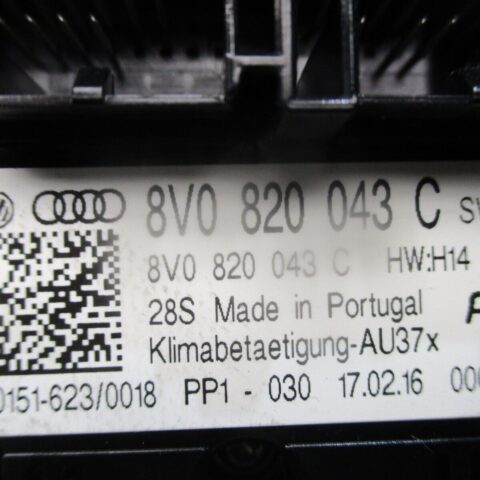 8V0 820 043 C
8V0 820 043 C HW:H14
28S Made in Portugal
Klimabetaetigung-AU37x
0151-623/0018 PP1 - 030 17.02.16